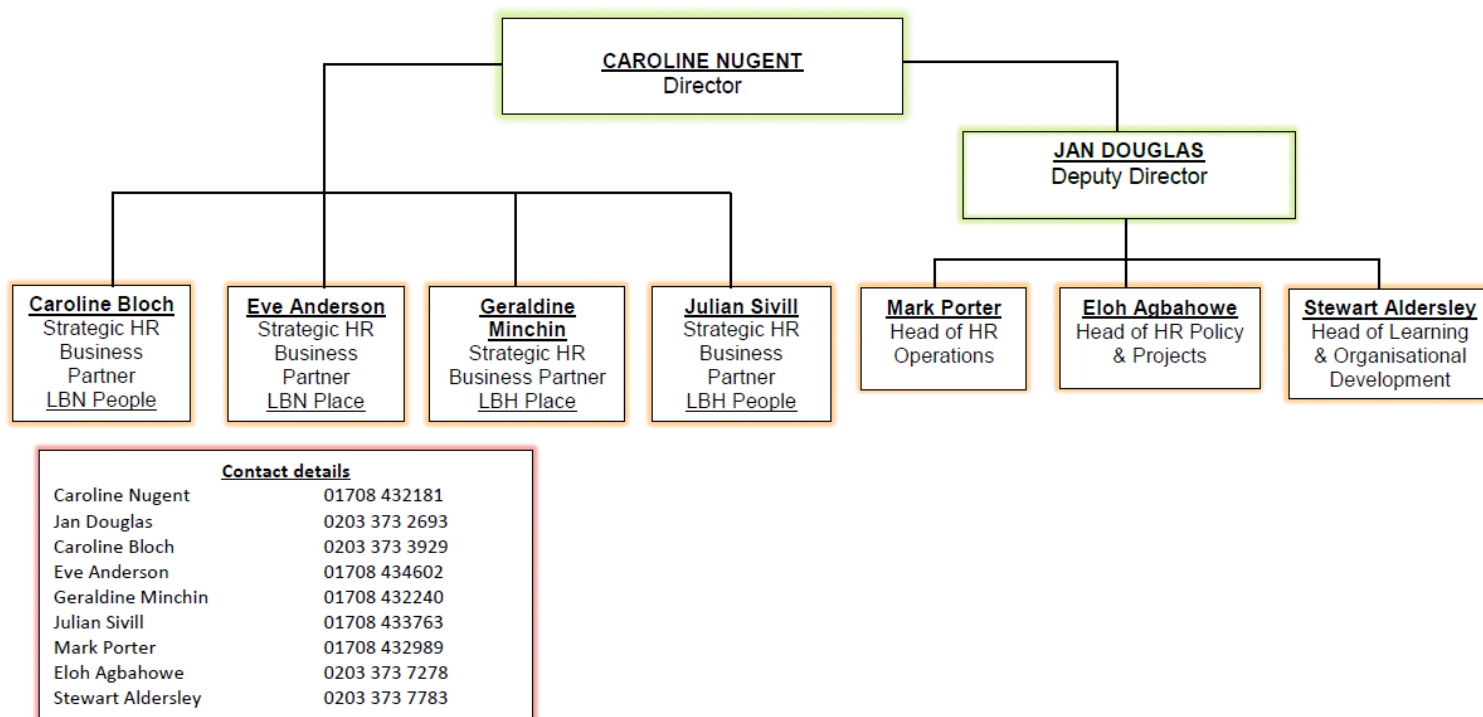 CAROLINE NUGENT
Director
JAN DOUGLAS
Deputy Director
Caroline Bloch
Strategic HR
Business
Partner
LBN People
Eve Anderson
Strategic HR
Business
Partner
LBN Place
Geraldine
Minchin
Strategic HR
Business Partner
LBH Place
Julian Sivill
Strategic HR
Business
Partner
LBH People
Mark Porter
Head of HR
Operations
Eloh Agbahowe
Head of HR Policy
& Projects
Stewart Aldersley
Head of Learning
& Organisational
Development
Contact details
Caroline Nugent 01708 432181
Jan Douglas 0203 373 2693
Caroline Bloch 0203 373 3929
Eve Anderson 01708 434602
Geraldine Minchin 01708 432240
Julian Sivill 01708 433763
Mark Porter 01708 432989
Eloh Agbahowe 0203 373 7278
Stewart Aldersley 0203 373 7783